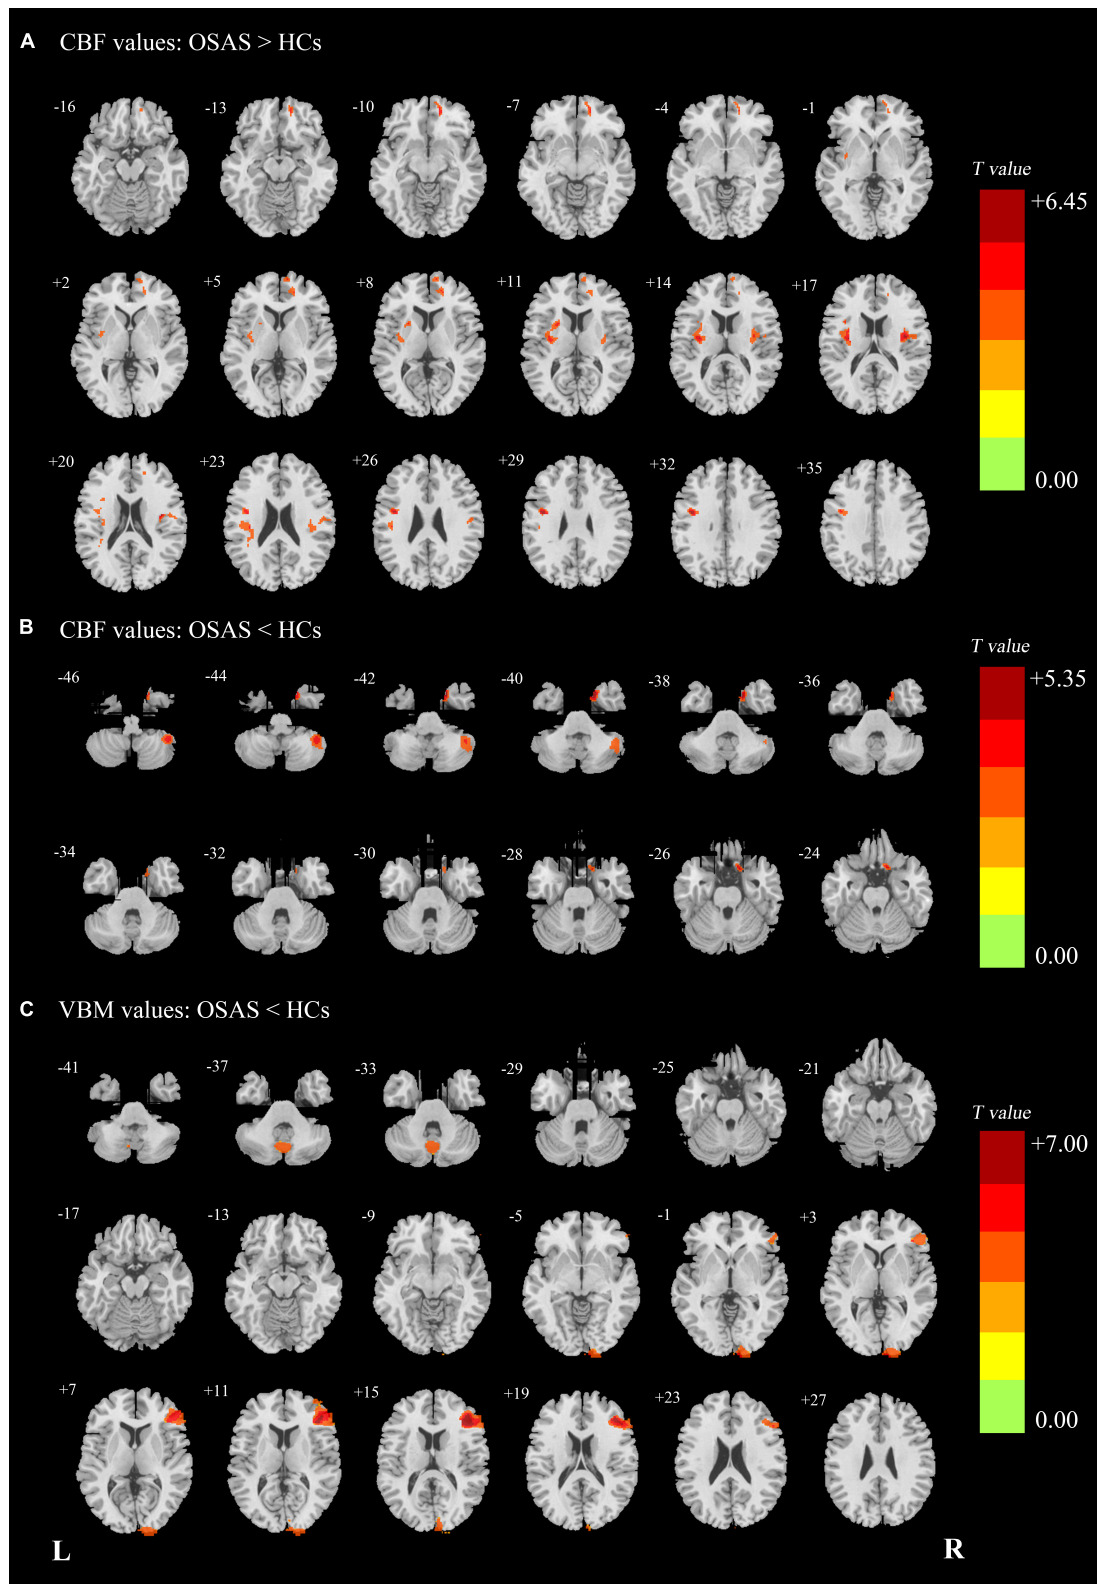 A CBF values: OSAS > HCs
-16 -13 -10 -7 -4 -1
T value
+6.45
+2 +5 +8 +11 +14 +17
+20 +23 +26 +29 +32 +35
0.00
B CBF values: OSAS < HCs
T value
-46 -44 -42 -40 -38 -36
+5.35
-34 -32 -30 -28 -26 -24
0.00
C VBM values: OSAS < HCs
-41 -37 -33 -29 -25 -21
T value
+7.00
-17 -13 -9 -5 -1 +3
+7 +11 +15 +19 +23 +27
0.00
L R